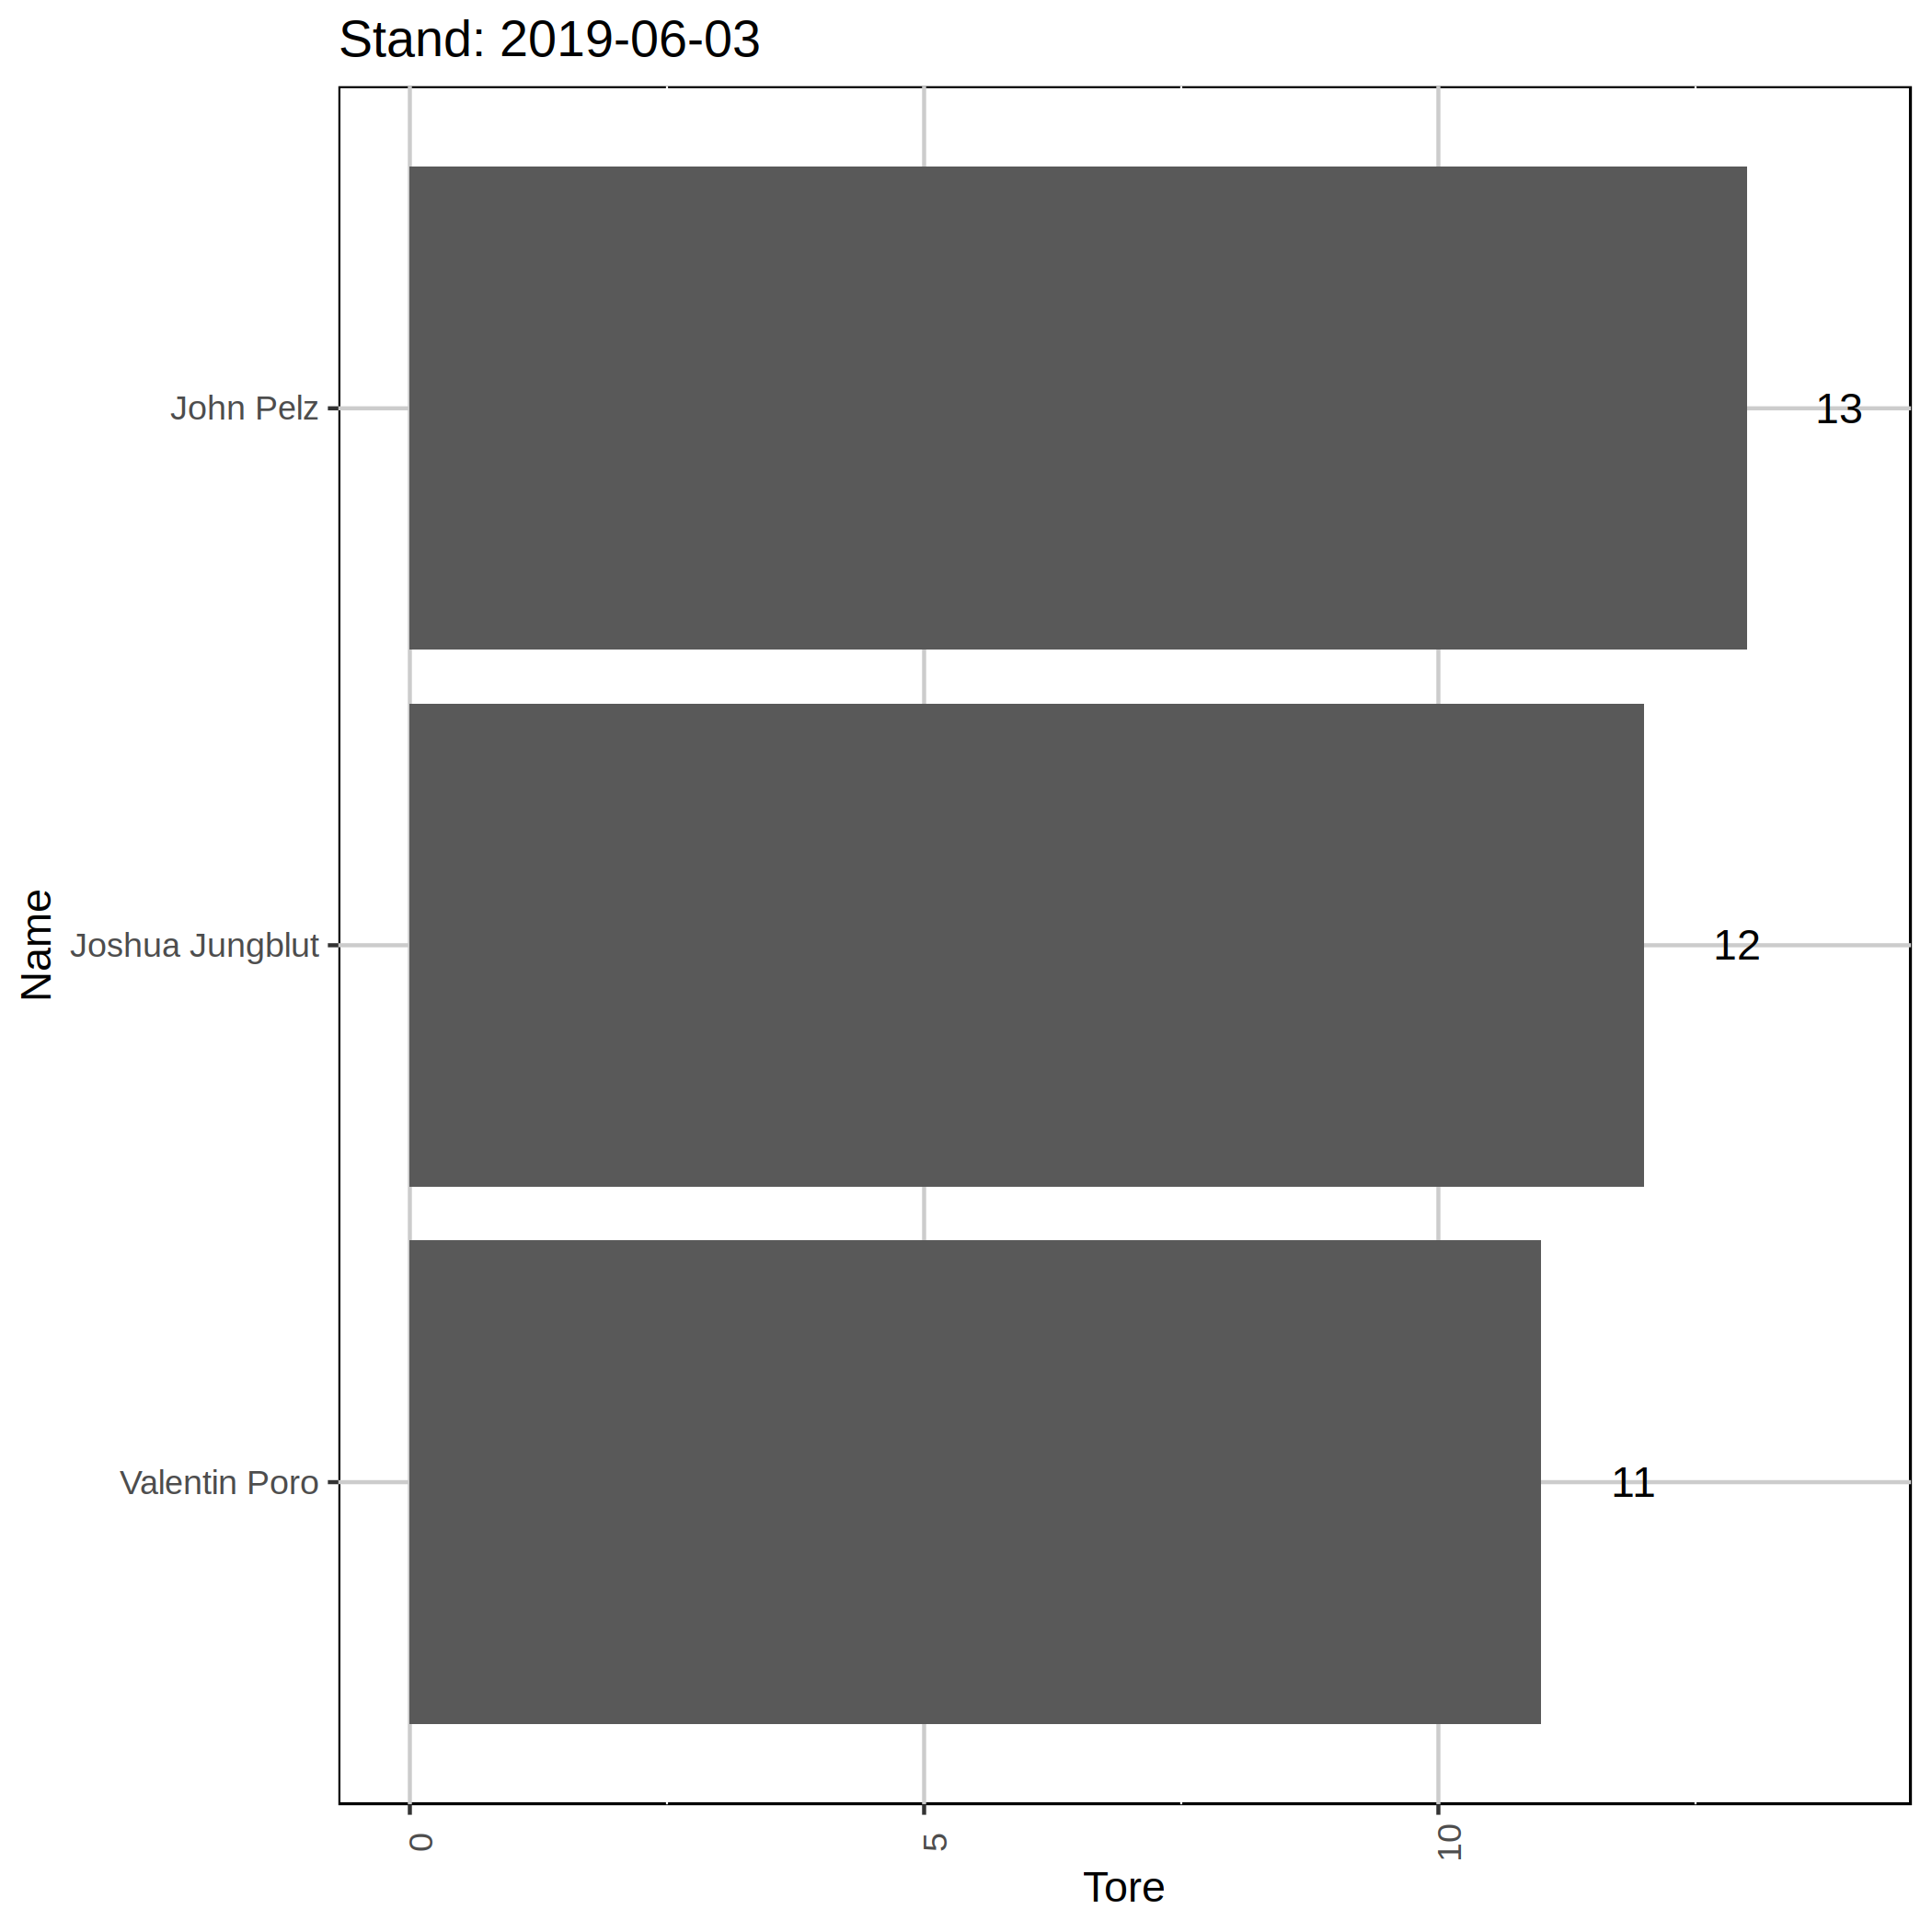 Stand: 2019-06-03
Name
John Pelz
13
Joshua Jungblut
12
Valentin Poro
11
0
5
10
Tore